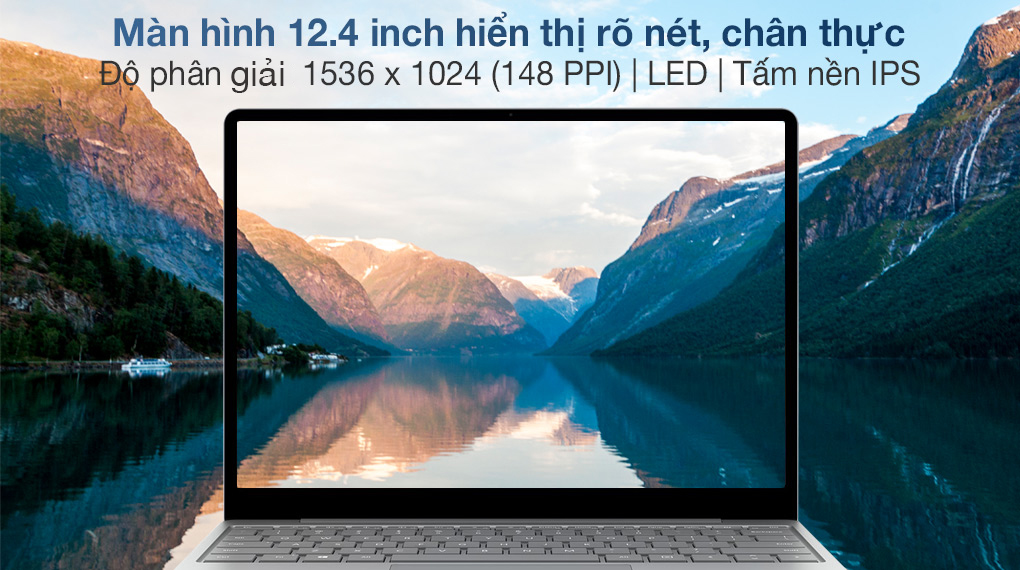 Màn hình 12.4 inch hiển thị rõ nét, chân thực
Độ phân giải 1536 x 1024 (148 PPI) | LED | Tấm nền IPS